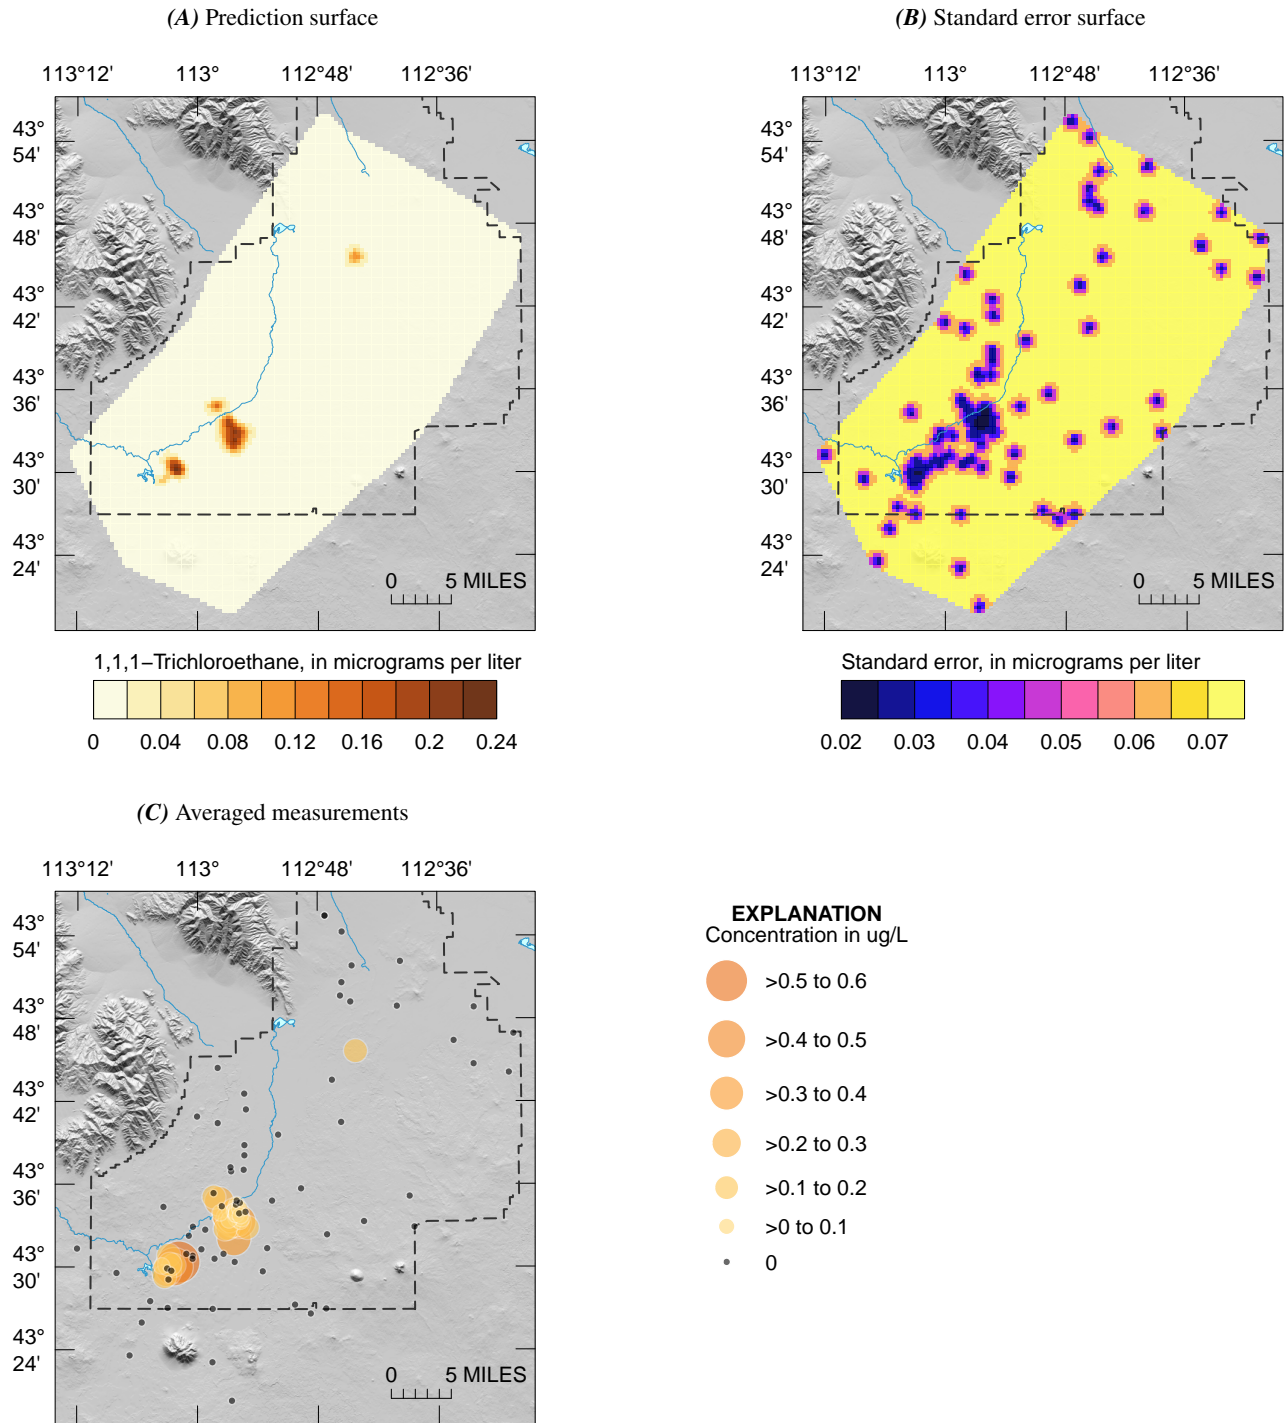 (A) Prediction surface
113°12' 113° 112°48' 112°36'
43°
54'
43°
48'
43°
42'
43°
36'
43°
30'
43°
24'
0 5 MILES
1,1,1−Trichloroethane, in micrograms per liter
0 0.04 0.08 0.12 0.16 0.2 0.24
(B) Standard error surface
113°12' 113° 112°48' 112°36'
43°
54'
43°
48'
43°
42'
43°
36'
43°
30'
43°
24'
0 5 MILES
Standard error, in micrograms per liter
0.02 0.03 0.04 0.05 0.06 0.07
(C) Averaged measurements
113°12' 113° 112°48' 112°36'
43°
54'
43°
48'
43°
42'
43°
36'
43°
30'
43°
24'
0 5 MILES
EXPLANATION
Concentration in ug/L
>0.5 to 0.6
>0.4 to 0.5
>0.3 to 0.4
>0.2 to 0.3
>0.1 to 0.2
>0 to 0.1
0